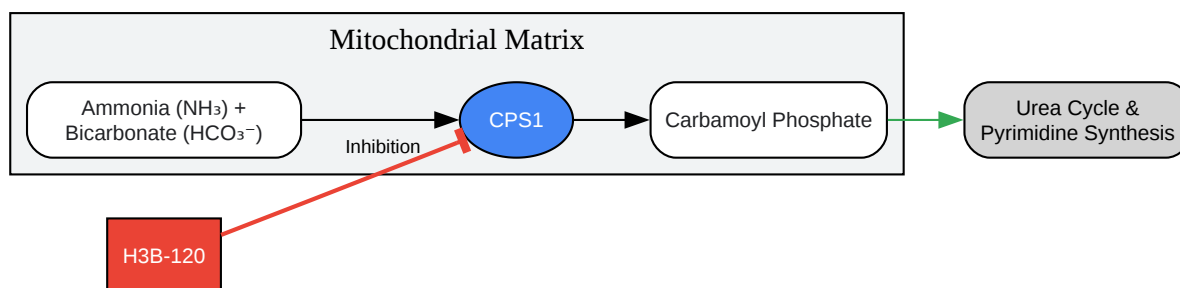 Mitochondrial Matrix
Ammonia (NH₃) +
Bicarbonate (HCO₃⁻)
CPS1
Carbamoyl Phosphate
Urea Cycle &
Pyrimidine Synthesis
Inhibition
H3B-120